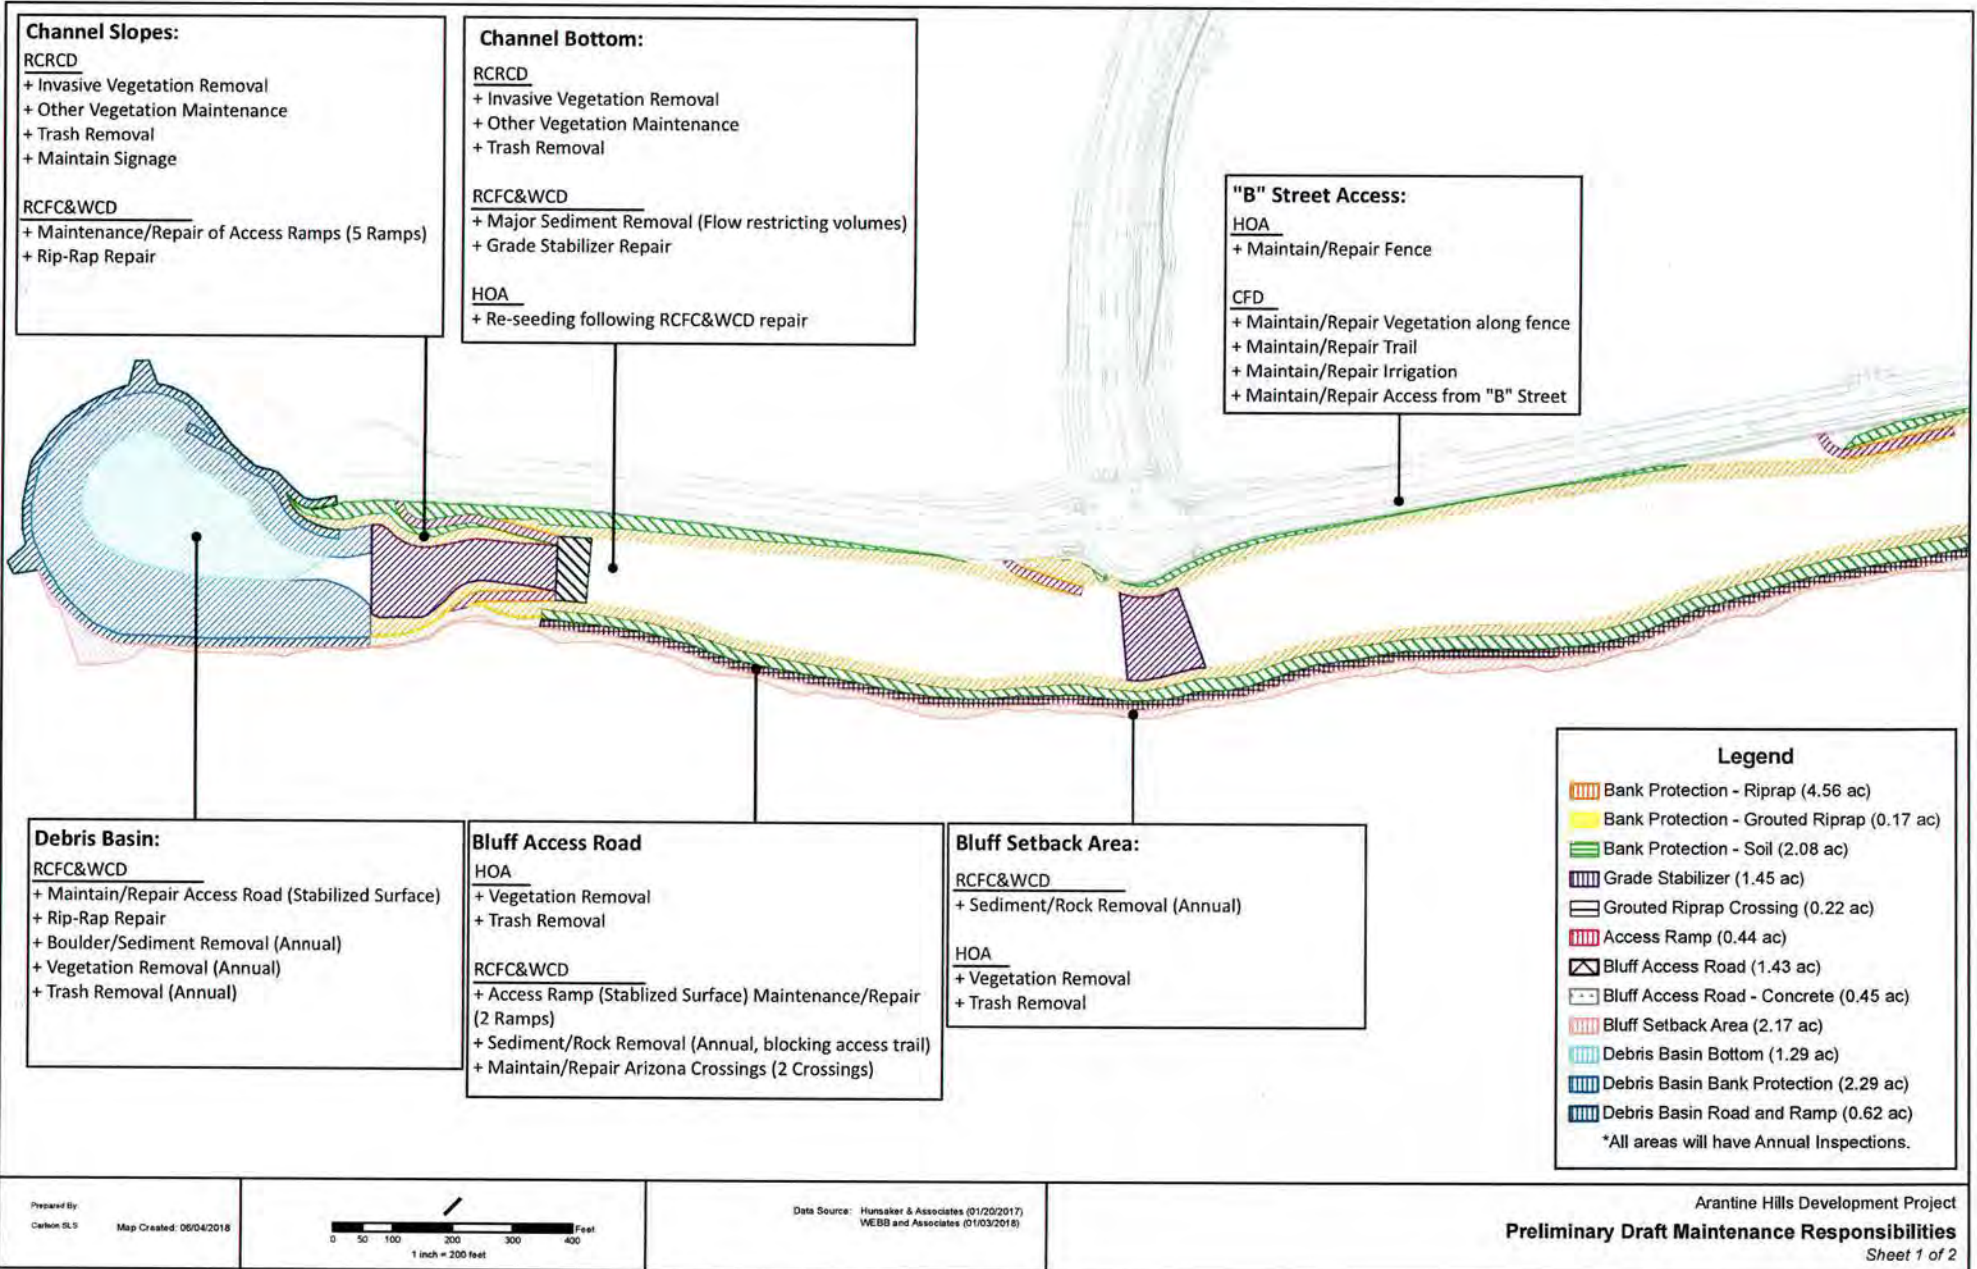 Channel Slopes:
RCRCD
+ Invasive Vegetation Removal
+ Other Vegetation Maintenance
+ Trash Removal
+ Maintain Signage
RCFC&WCD
+ Maintenance/Repair of Access Ramps (5 Ramps)
+ Rip-Rap Repair
Channel Bottom:
RCRCD
+ Invasive Vegetation Removal
+ Other Vegetation Maintenance
+ Trash Removal
RCFC&WCD
+ Major Sediment Removal (Flow restricting volumes)
+ Grade Stabilizer Repair
HOA
+ Re-seeding following RCFC&WCD repair
"B" Street Access:
HOA
+ Maintain/Repair Fence
CFD
+ Maintain/Repair Vegetation along fence
+ Maintain/Repair Trail
+ Maintain/Repair Irrigation
+ Maintain/Repair Access from "B" Street
Debris Basin:
RCFC&WCD
+ Maintain/Repair Access Road (Stabilized Surface)
+ Rip-Rap Repair
+ Boulder/Sediment Removal (Annual)
+ Vegetation Removal (Annual)
+ Trash Removal (Annual)
Bluff Access Road
HOA
+ Vegetation Removal
+ Trash Removal
RCFC&WCD
+ Access Ramp (Stablized Surface) Maintenance/Repair
(2 Ramps)
+ Sediment/Rock Removal (Annual, blocking access trail)
+ Maintain/Repair Arizona Crossings (2 Crossings)
Bluff Setback Area:
RCFC&WCD
+ Sediment/Rock Removal (Annual)
HOA
+ Vegetation Removal
+ Trash Removal
Legend
Bank Protection - Riprap (4.56 ac)
Bank Protection - Grouted Riprap (0.17 ac)
Bank Protection - Soil (2.08 ac)
Grade Stabilizer (1.45 ac)
Grouted Riprap Crossing (0.22 ac)
Access Ramp (0.44 ac)
Bluff Access Road (1.43 ac)
Bluff Access Road - Concrete (0.45 ac)
Bluff Setback Area (2.17 ac)
Debris Basin Bottom (1.29 ac)
Debris Basin Bank Protection (2.29 ac)
Debris Basin Road and Ramp (0.62 ac)
*All areas will have Annual Inspections.
Prepared By
Carlson SLS
Map Created: 06/04/2018
Feet
0 50 100 200 300 400
1 inch = 200 feet
Data Source: Hunsaker & Associates (01/20/2017)
WEBB and Associates (01/03/2018)
Arantine Hills Development Project
Preliminary Draft Maintenance Responsibilities
Sheet 1 of 2